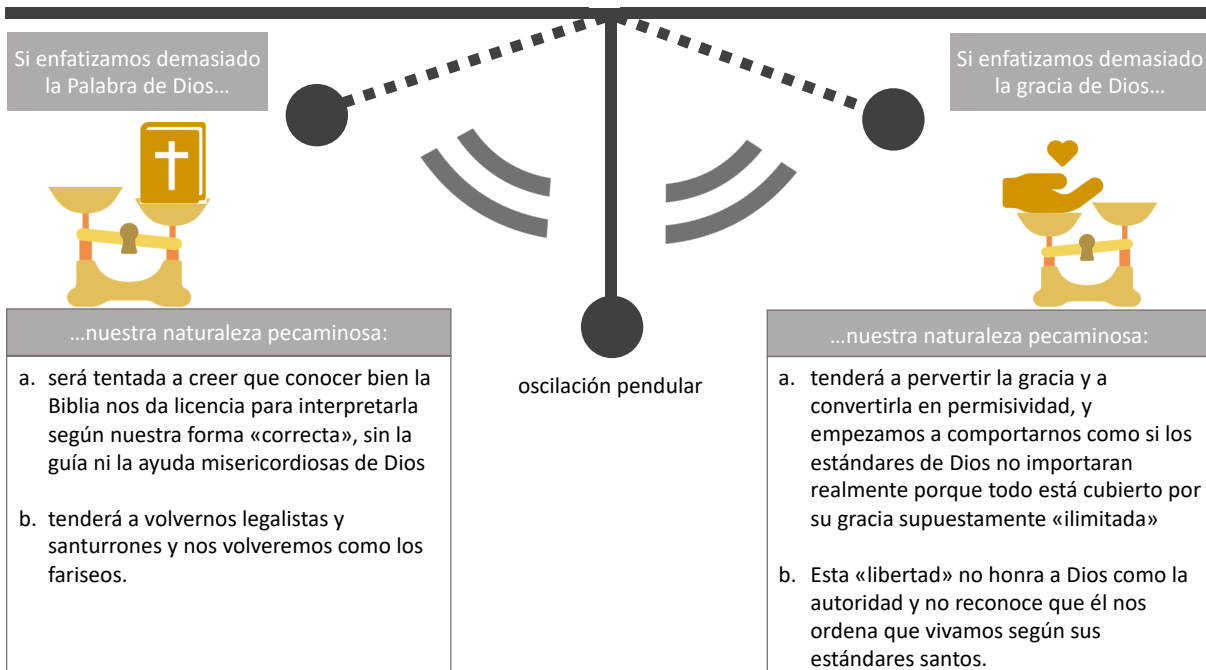 Si enfatizamos demasiado
la Palabra de Dios...
Si enfatizamos demasiado
la gracia de Dios...
...nuestra naturaleza pecaminosa:
a. será tentada a creer que conocer bien la
Biblia nos da licencia para interpretarla
según nuestra forma «correcta», sin la
guía ni la ayuda misericordiosas de Dios
b. tenderá a volvernos legalistas y
santurrones y nos volveremos como los
fariseos.
oscilación pendular
...nuestra naturaleza pecaminosa:
a. tenderá a pervertir la gracia y a
convertirla en permisividad, y
empezamos a comportarnos como si los
estándares de Dios no importaran
realmente porque todo está cubierto por
su gracia supuestamente «ilimitada»
b. Esta «libertad» no honra a Dios como la
autoridad y no reconoce que él nos
ordena que vivamos según sus
estándares santos.